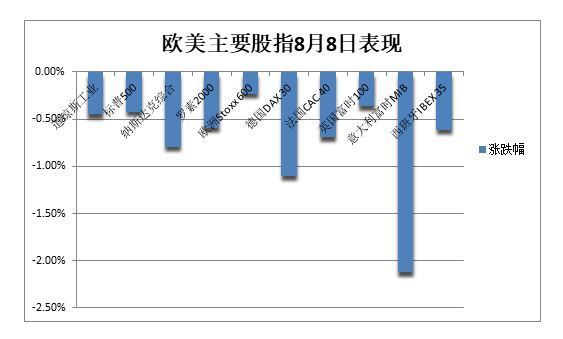 欧美主要股指8月8日表现
0.00%
-0.50%
-1.00%
-1.50%
-2.00%
-2.50%
道琼斯工业
标普500
纳斯达克综合
罗素2000
欧洲Stoxx600
德国DAX30
法国CAC40
英国富时100
意大利富时MIB
西班牙IBEX35
涨跌幅